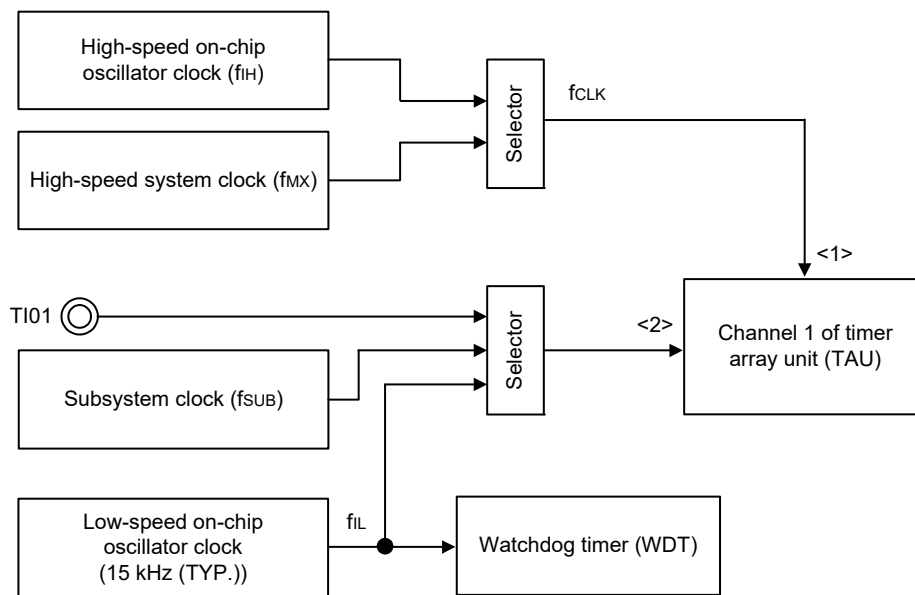 High-speed on-chip
oscillator clock (fIH)
Selector
fCLK
High-speed system clock (fMX)
<1>
TI01
Selector
<2>
Channel 1 of timer
array unit (TAU)
Subsystem clock (fSUB)
Low-speed on-chip
oscillator clock
(15 kHz (TYP.))
fIL
Watchdog timer (WDT)